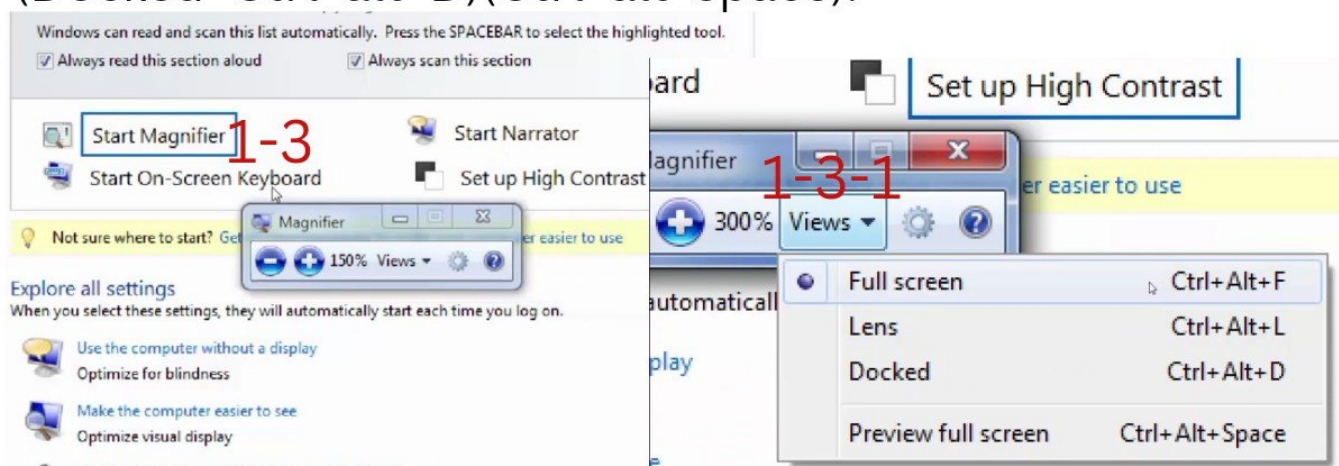 Windows can read and scan this list automatically. Press the SPACEBAR to select the highlighted tool.
Always read this section aloud
Always scan this section
Start Magnifier
1-3
Start Narrator
Start On-Screen Keyboard
Set up High Contrast
Magnifier
150% Views
Not sure where to start? Get
er easier to use
Explore all settings
When you select these settings, they will automatically start each time you log on.
Use the computer without a display
Optimize for blindness
Make the computer easier to see
Optimize visual display
ard
Set up High Contrast
agnifier
1-3-1
er easier to use
300% Views
automaticall
play
Full screen Ctrl+Alt+F
Lens Ctrl+Alt+L
Docked Ctrl+Alt+D
Preview full screen Ctrl+Alt+Space